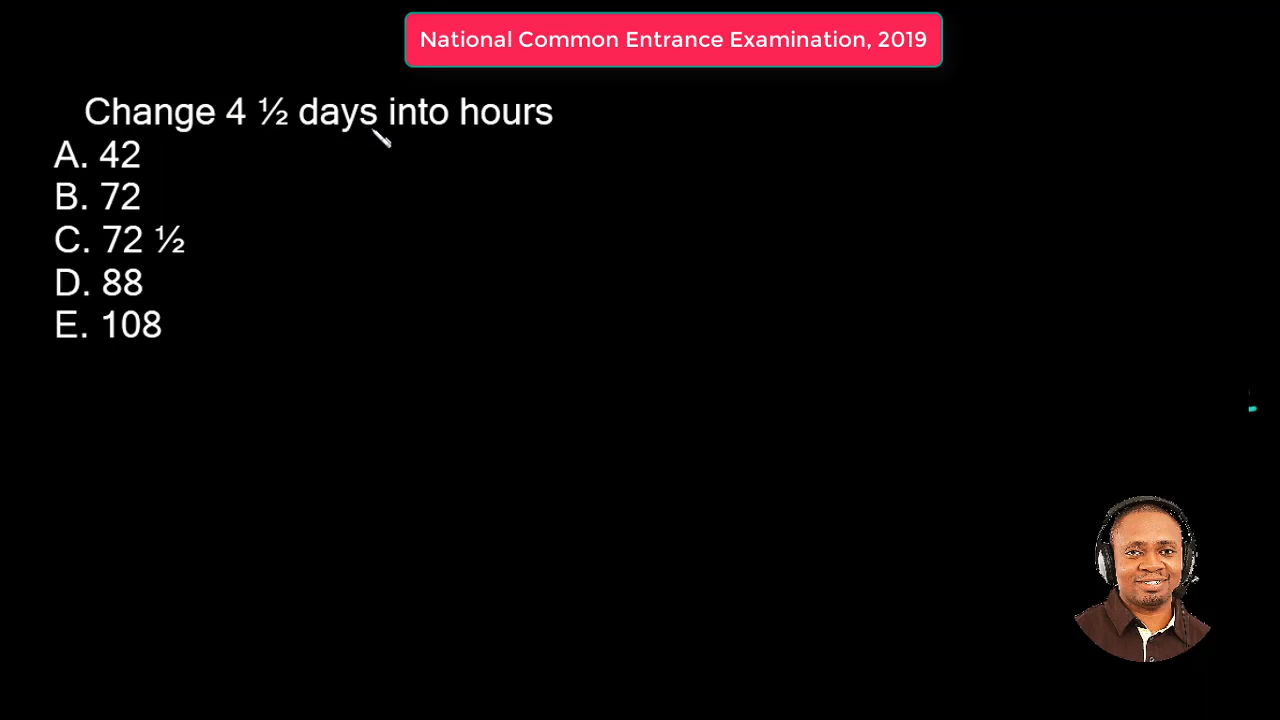 National Common Entrance Examination, 2019
Change 4 ½ days into hours
A. 42
B. 72
C. 72 ½
D. 88
E. 108